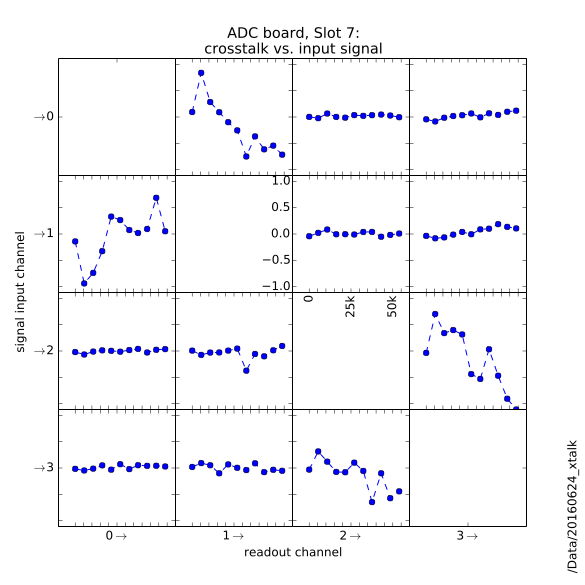 ADC board, Slot 7:
crosstalk vs. input signal
→0
→1
→2
→3
signal input channel
1.0
0.5
0.0
−0.5
−1.0
0
25k
50k
0→
1→
2→
3→
readout channel
/Data/20160624_xtalk